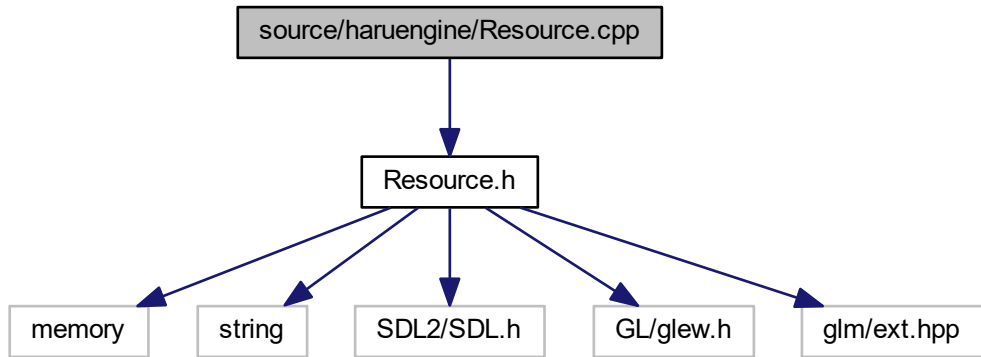 source/haruengine/Resource.cpp
Resource.h
memory
string
SDL2/SDL.h
GL/glew.h
glm/ext.hpp